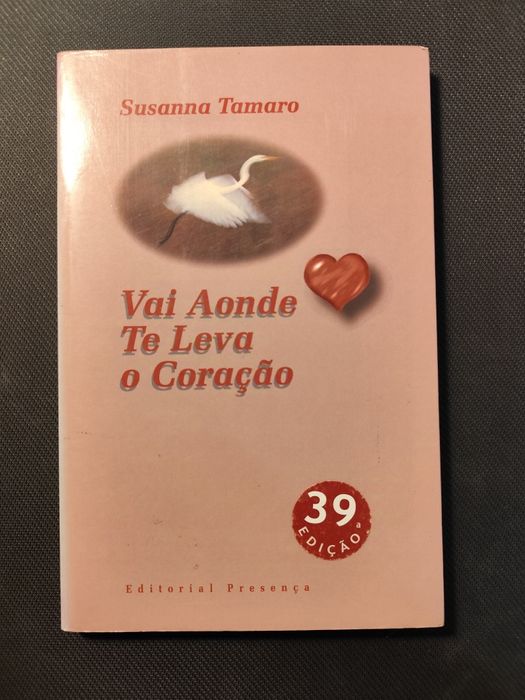 Susanna Tamaro
Vai Aonde
Te Leva
o Coração
39
EDIÇÃO.ª
Editorial Presença